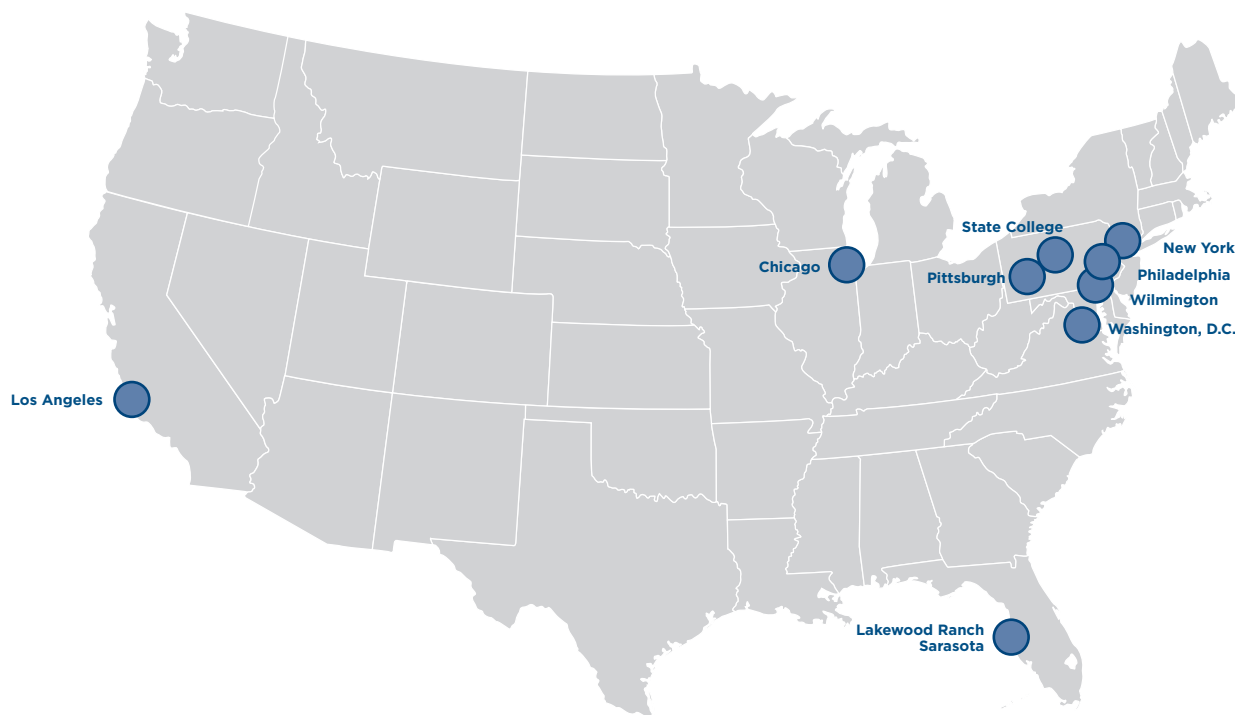 State College
New York
Chicago
Pittsburgh
Philadelphia
Wilmington
Washington, D.C.
Los Angeles
Lakewood Ranch
Sarasota